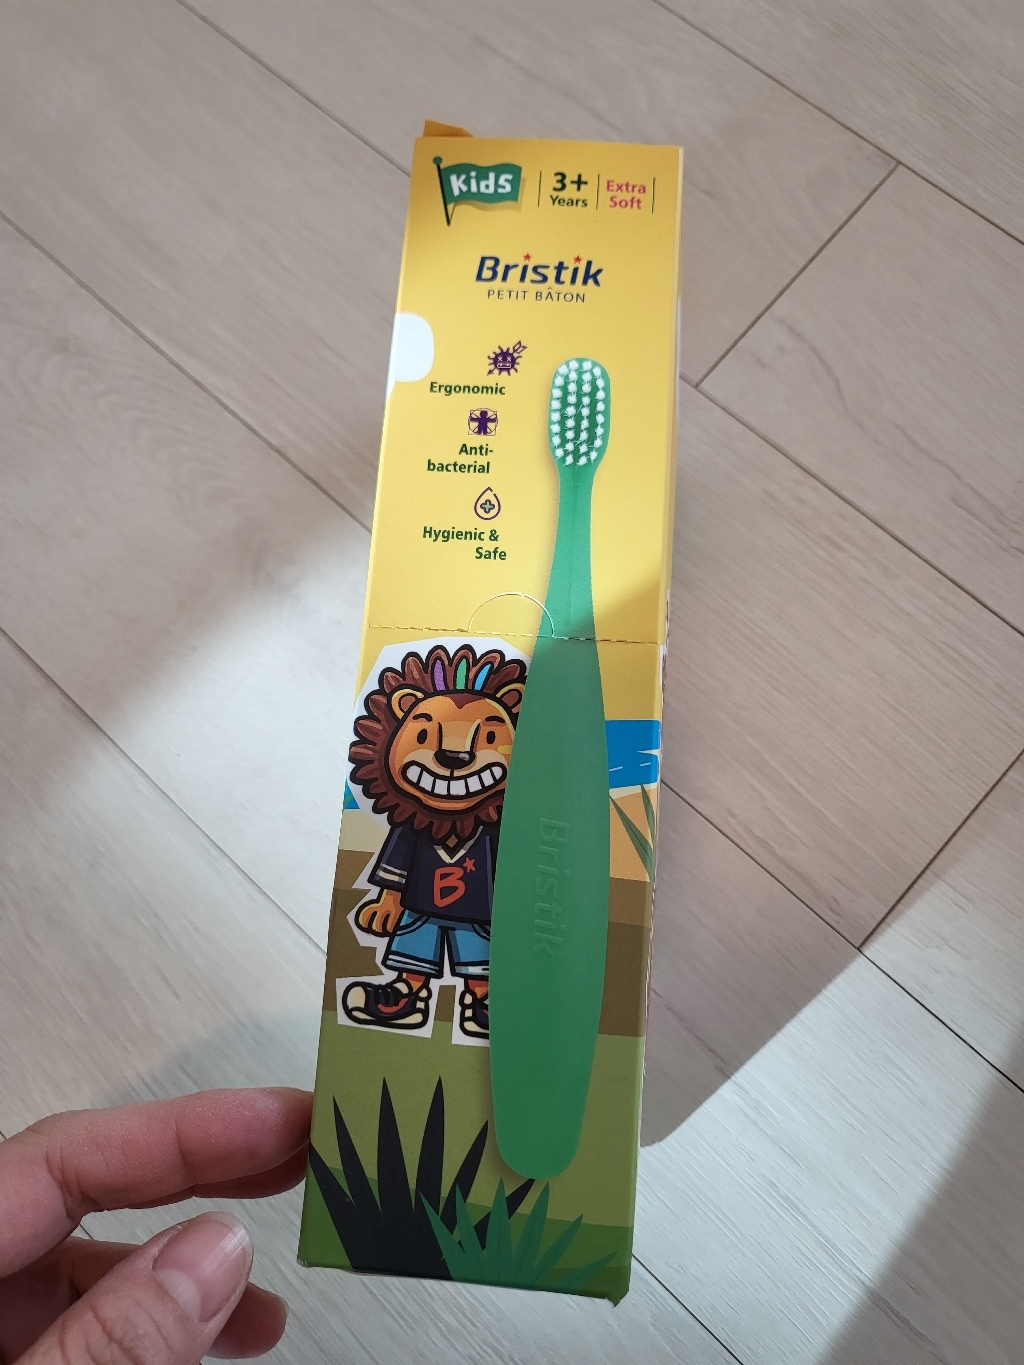 Kids
3+
Years
Extra
Soft
Bristik
PETIT BÂTON
Ergonomic
Anti-
bacterial
Hygienic &
Safe
B
Bristik